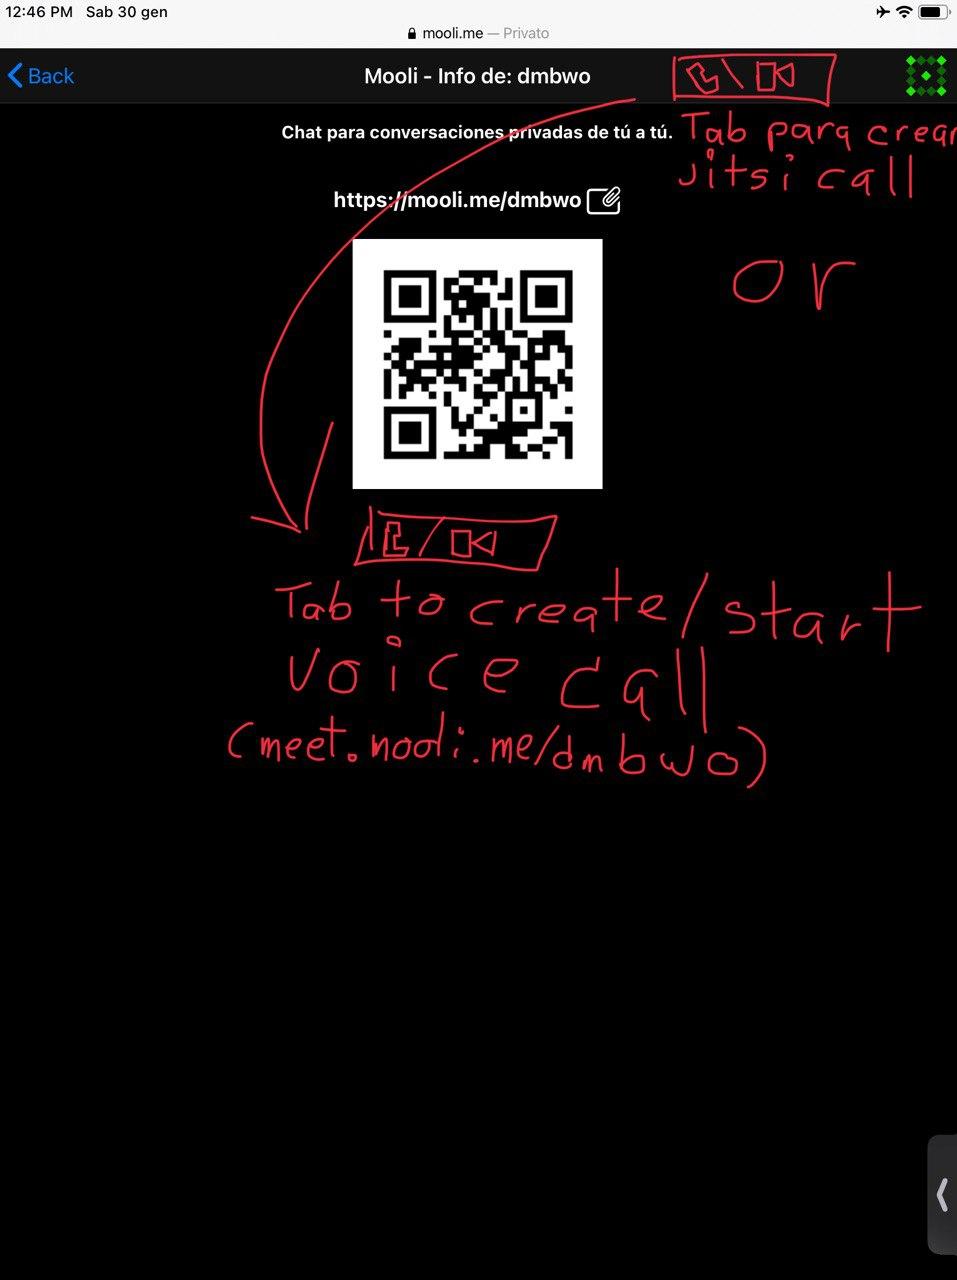 12:46 PM Sab 30 gen
mooli.me — Privato
Back
Mooli - Info de: dmbwo
Chat para conversaciones privadas de tú a tú.
Tab para crear
Jitsi call
https://mooli.me/dmbwo
or
Tab to create/start
voice call
(meet.mooli.me/dmbwo)